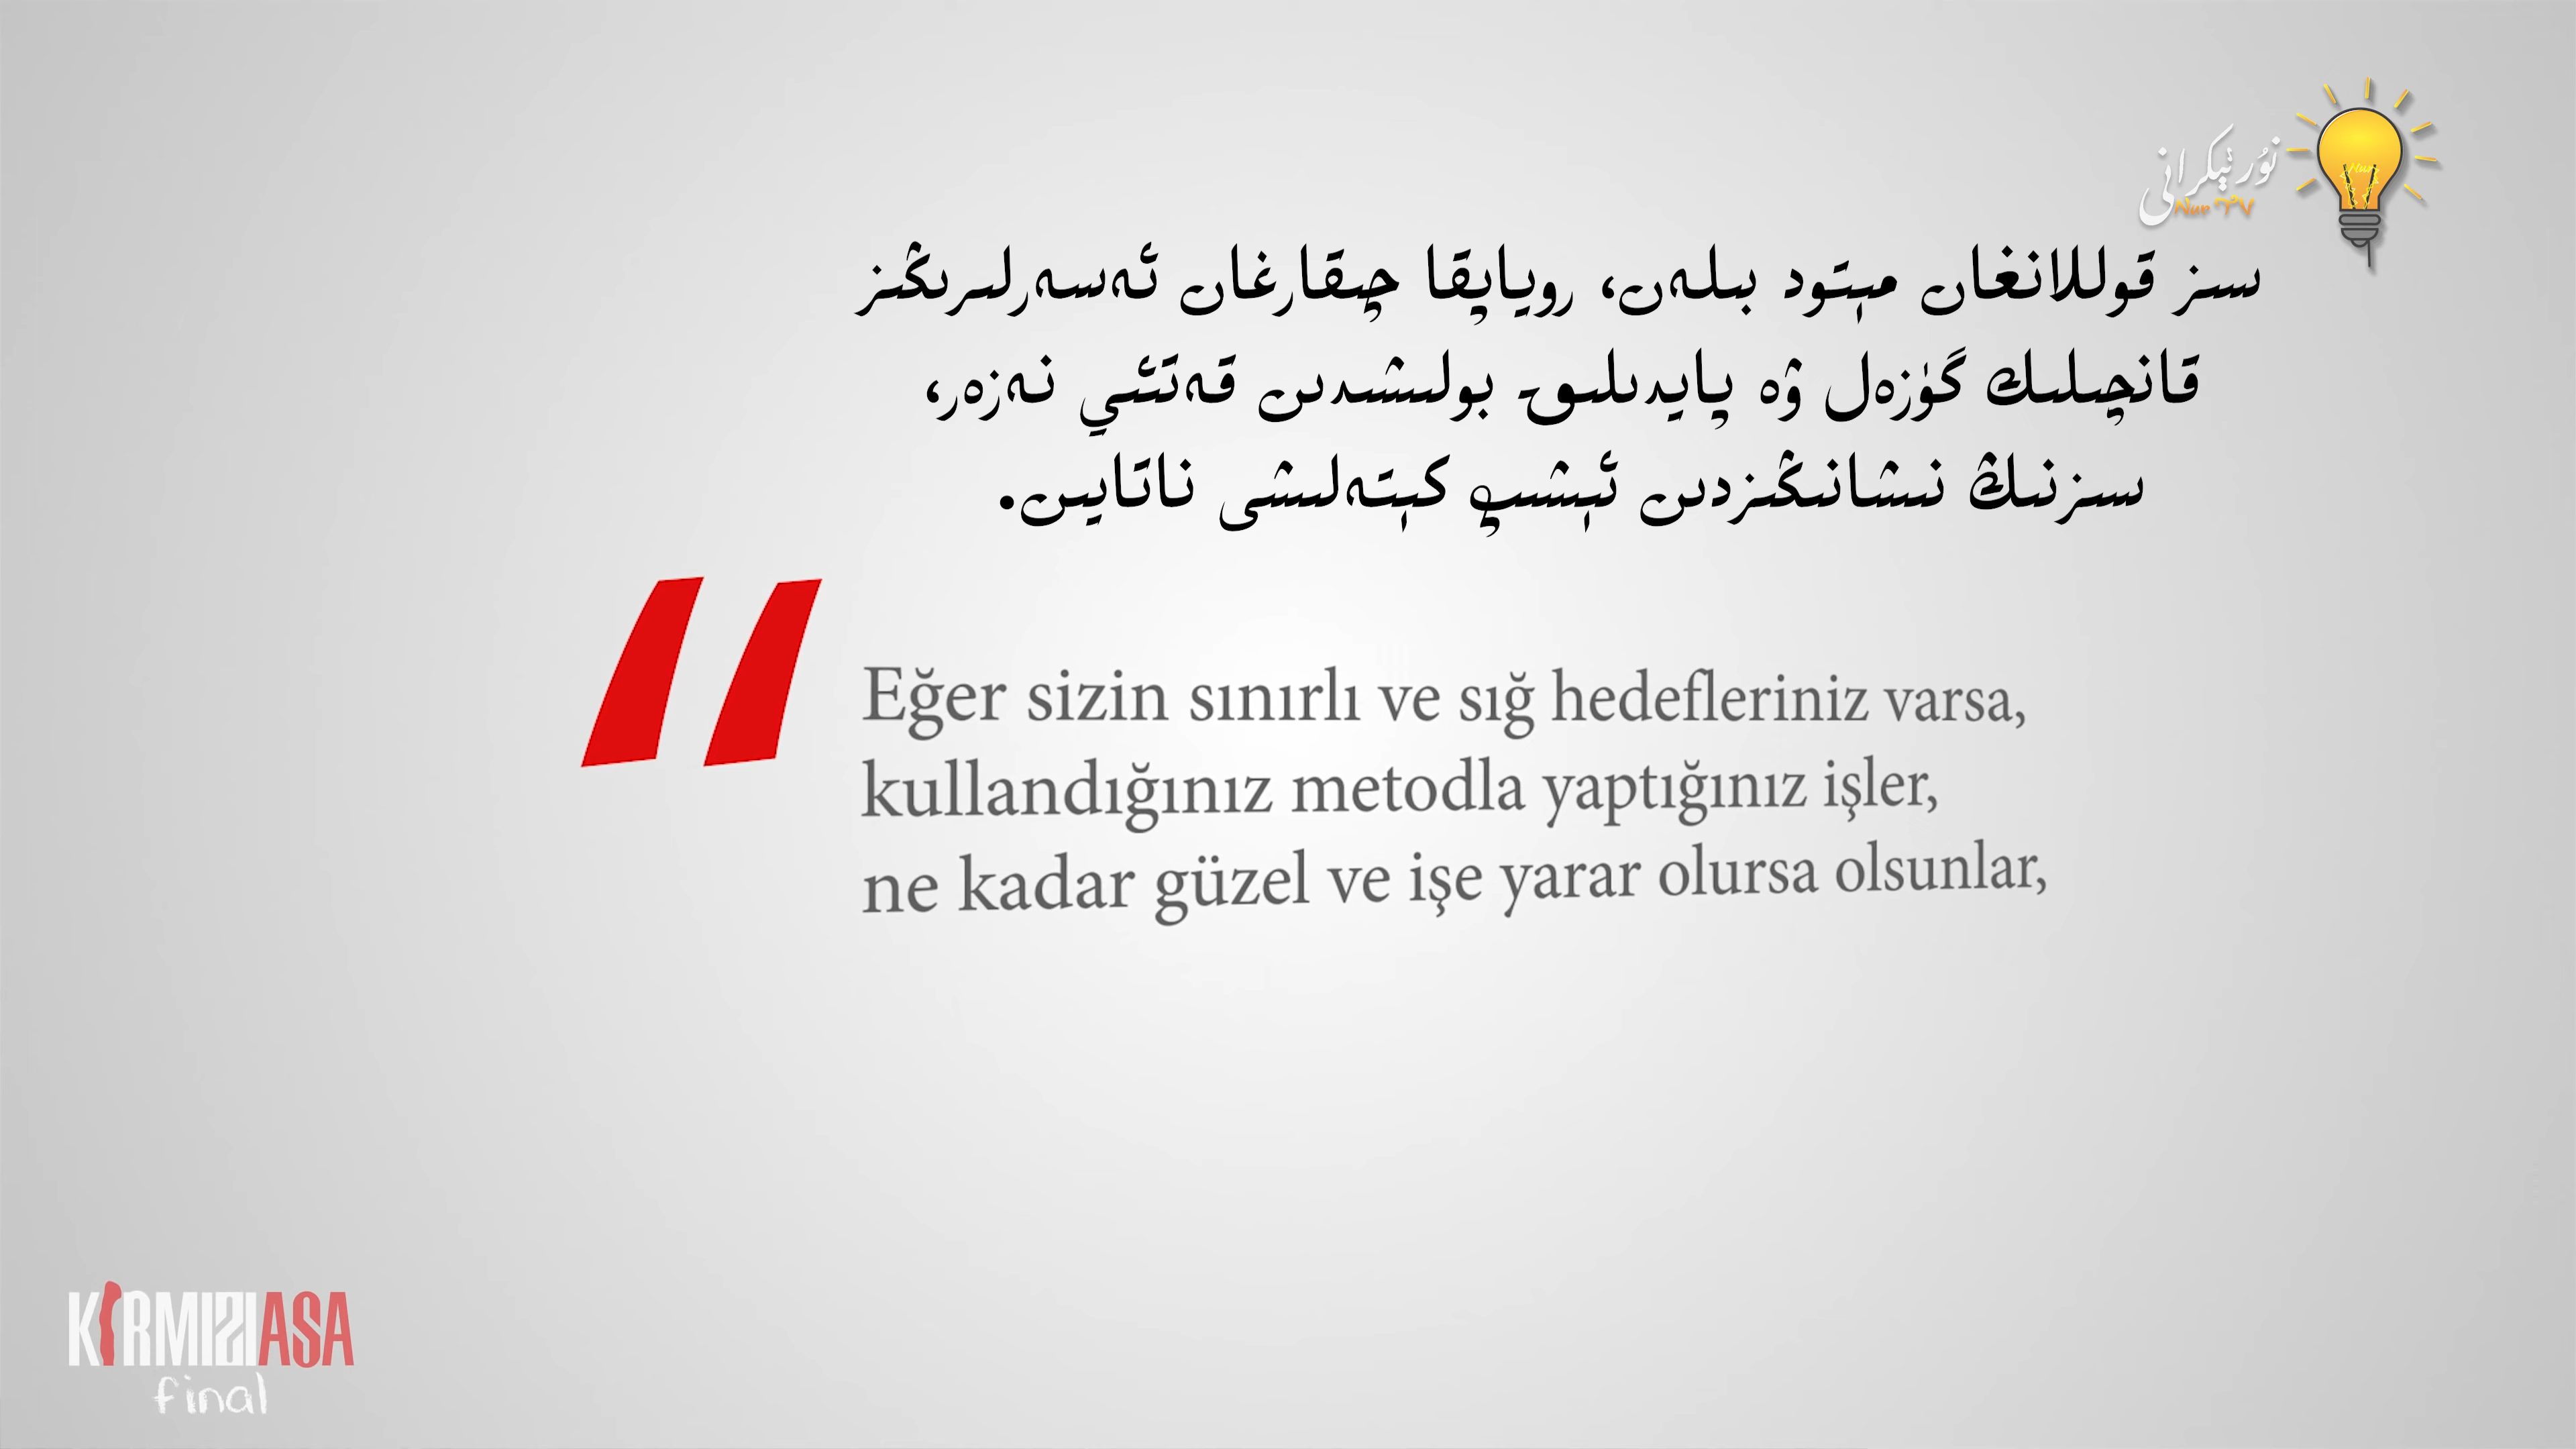 نۇر ئېكرانى
Nur TV
سىز قوللانغان مېتود بىلەن، روياپقا چىقارغان ئەسەرلىرىڭىز
قانچىلىك گۈزەل ۋە پايدىلىق بولىشىدىن قەتئىي نەزەر،
سىزنىڭ نىشانىڭىزدىن ئېشىپ كېتەلىشى ناتايىن.
Eğer sizin sınırlı ve sığ hedefleriniz varsa,
kullandığınız metodla yaptığınız işler,
ne kadar güzel ve işe yarar olursa olsunlar,
KIRMIZIASA
final